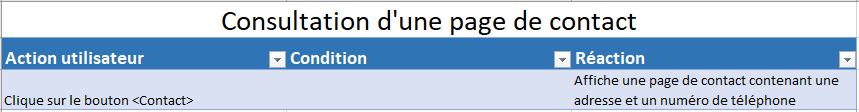 Consultation d'une page de contact
Action utilisateur Condition Réaction
Clique sur le bouton <Contact> Affiche une page de contact contenant une
adresse et un numéro de téléphone